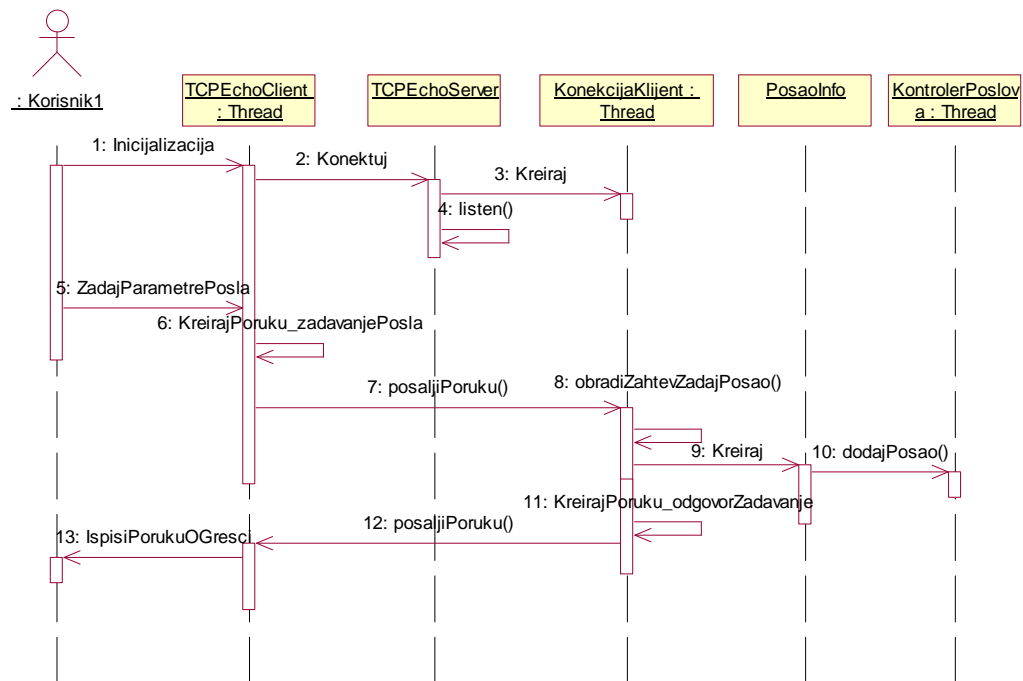 : Korisnik1
TCPEchoClient
: Thread
TCPEchoServer
KonekcijaKlijent :
Thread
PosaoInfo
KontrolerPoslov
a : Thread
1: Inicijalizacija
2: Konektuj
3: Kreiraj
4: listen()
5: ZadajParametrePosla
6: KreirajPoruku_zadavanjePosla
7: posaljiPoruku()
8: obradiZahtevZadajPosao()
9: Kreiraj
10: dodajPosao()
11: KreirajPoruku_odgovorZadavanje
12: posaljiPoruku()
13: IspisiPorukuOGresci